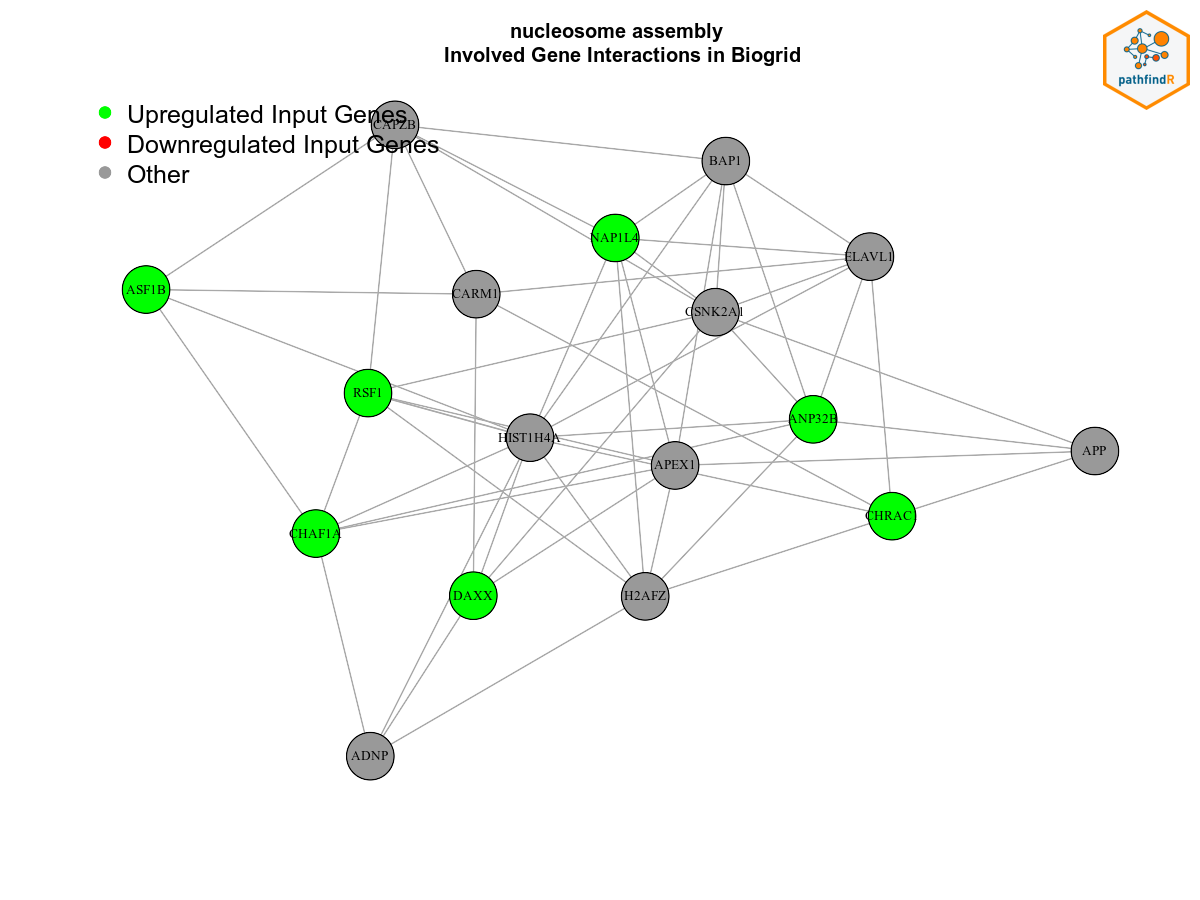 nucleosome assembly
Involved Gene Interactions in Biogrid
pathfindR
Upregulated Input Genes
Downregulated Input Genes
Other
CAPZB
BAP1
NAP1L4
ELAVL1
ASF1B
CARM1
CSNK2A1
RSF1
ANP32B
HIST1H4A
APP
APEX1
CHRAC
CHAF1A
DAXX
H2AFZ
ADNP